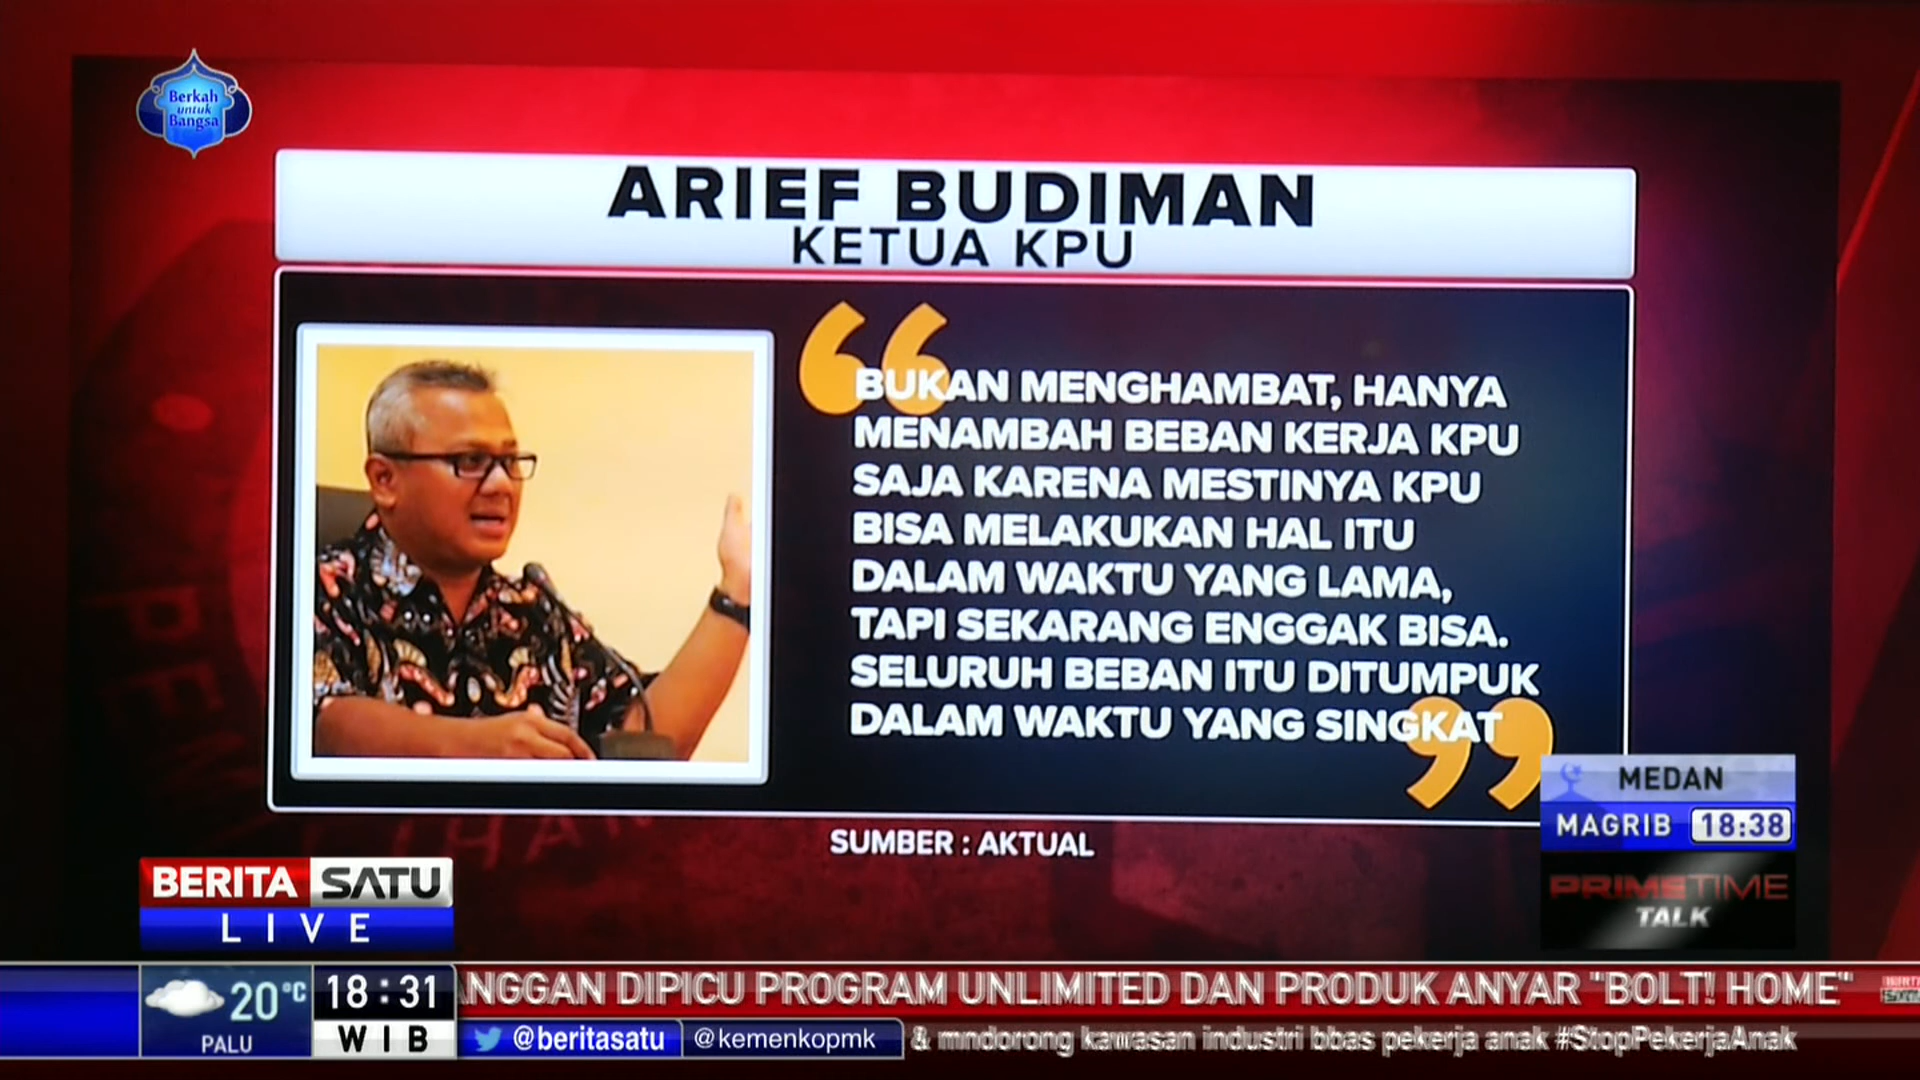 Berkah
untuk
Bangsa
ARIEF BUDIMAN
KETUA KPU
BUKAN MENGHAMBAT, HANYA
MENAMBAH BEBAN KERJA KPU
SAJA KARENA MESTINYA KPU
BISA MELAKUKAN HAL ITU
DALAM WAKTU YANG LAMA,
TAPI SEKARANG ENGGAK BISA.
SELURUH BEBAN ITU DITUMPUK
DALAM WAKTU YANG SINGKAT
SUMBER : AKTUAL
MEDAN
MAGRIB 18:38
PRIMETIME
TALK
BERITA SATU
LIVE
20°C
PALU
18:31
WIB
ANGGAN DIPICU PROGRAM UNLIMITED DAN PRODUK ANYAR "BOLT! HOME"
@beritasatu @kemenkopmk & mndorong kawasan industri bbas pekerja anak #StopPekerjaAnak